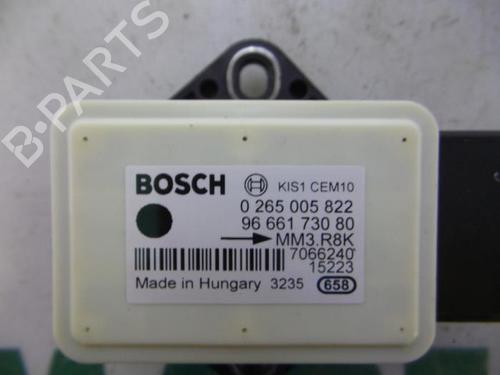 B-PARTS
BOSCH KIS1 CEM10
0 265 005 822
96 661 730 80
MM3.R8K
7066240
15223
Made in Hungary 3235 658